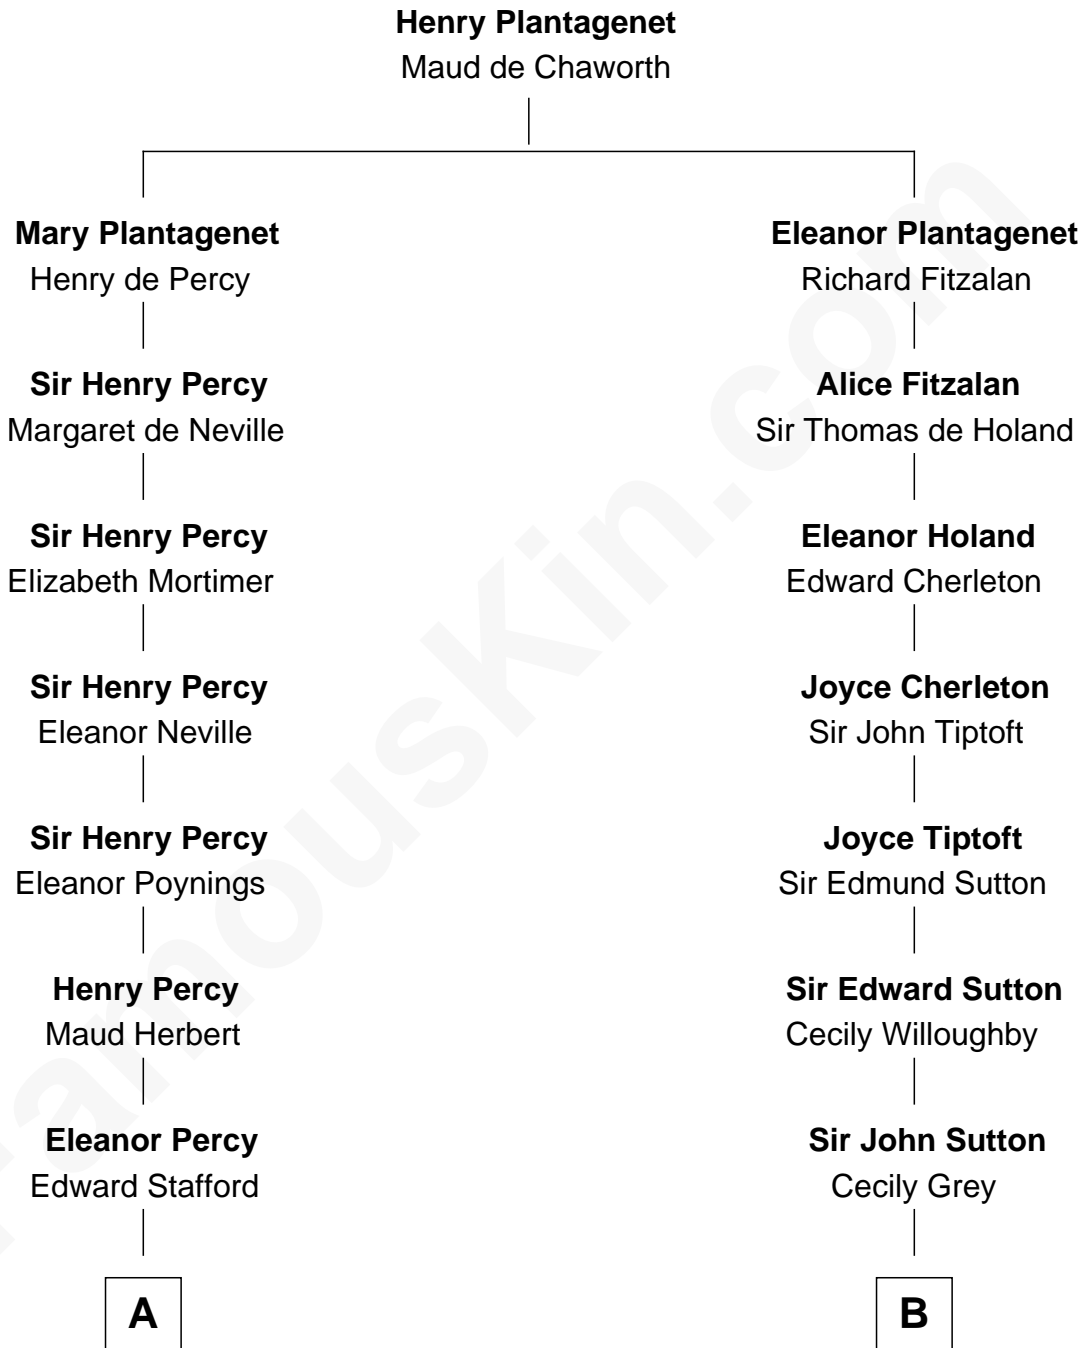 Henry Plantagenet
Maud de Chaworth
Mary Plantagenet
Henry de Percy
Sir Henry Percy
Margaret de Neville
Sir Henry Percy
Elizabeth Mortimer
Sir Henry Percy
Eleanor Neville
Sir Henry Percy
Eleanor Poynings
Henry Percy
Maud Herbert
Eleanor Percy
Edward Stafford
A
Eleanor Plantagenet
Richard Fitzalan
Alice Fitzalan
Sir Thomas de Holand
Eleanor Holand
Edward Cherleton
Joyce Cherleton
Sir John Tiptoft
Joyce Tiptoft
Sir Edmund Sutton
Sir Edward Sutton
Cecily Willoughby
Sir John Sutton
Cecily Grey
B
FamousKin.com